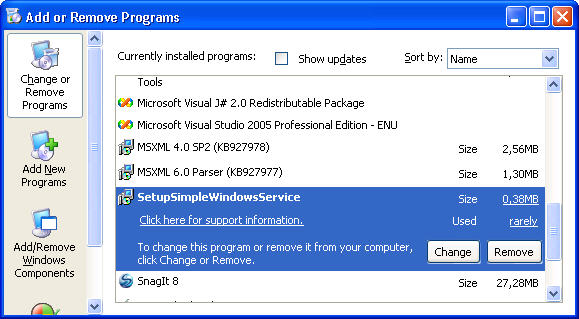 Add or Remove Programs
Change or
Remove
Programs
Add New
Programs
Add/Remove
Windows
Components
Currently installed programs:
Show updates
Sort by:
Name
Tools
Microsoft Visual J# 2.0 Redistributable Package
Microsoft Visual Studio 2005 Professional Edition - ENU
MSXML 4.0 SP2 (KB927978) Size 2,56MB
MSXML 6.0 Parser (KB927977) Size 1,30MB
SetupSimpleWindowsService Size 0,38MB
Click here for support information. Used rarely
To change this program or remove it from your computer,
click Change or Remove.
Change Remove
SnagIt 8 Size 27,28MB